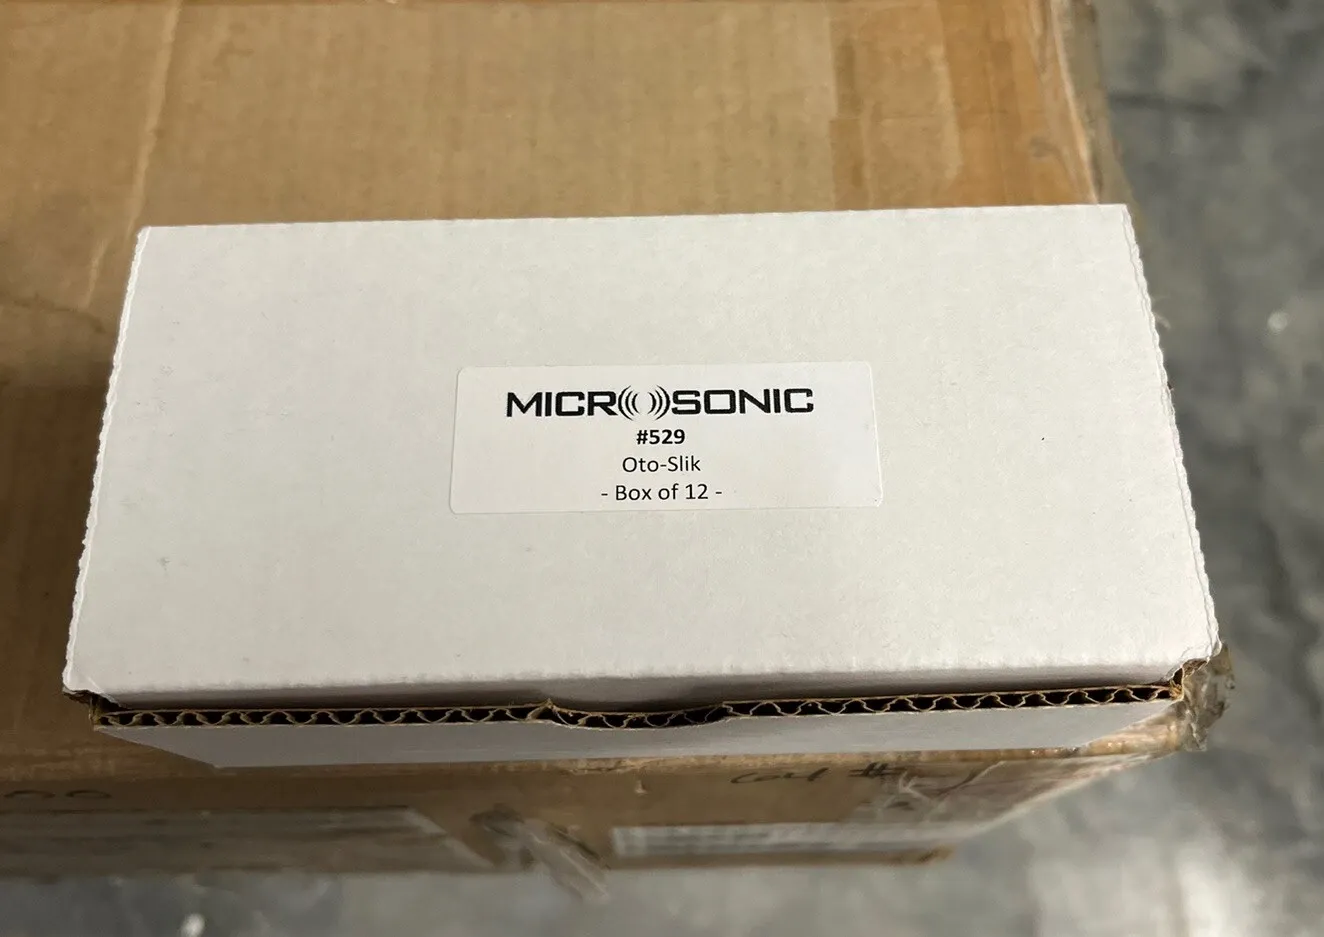 MICROSONIC
#529
Oto-Slik
- Box of 12 -